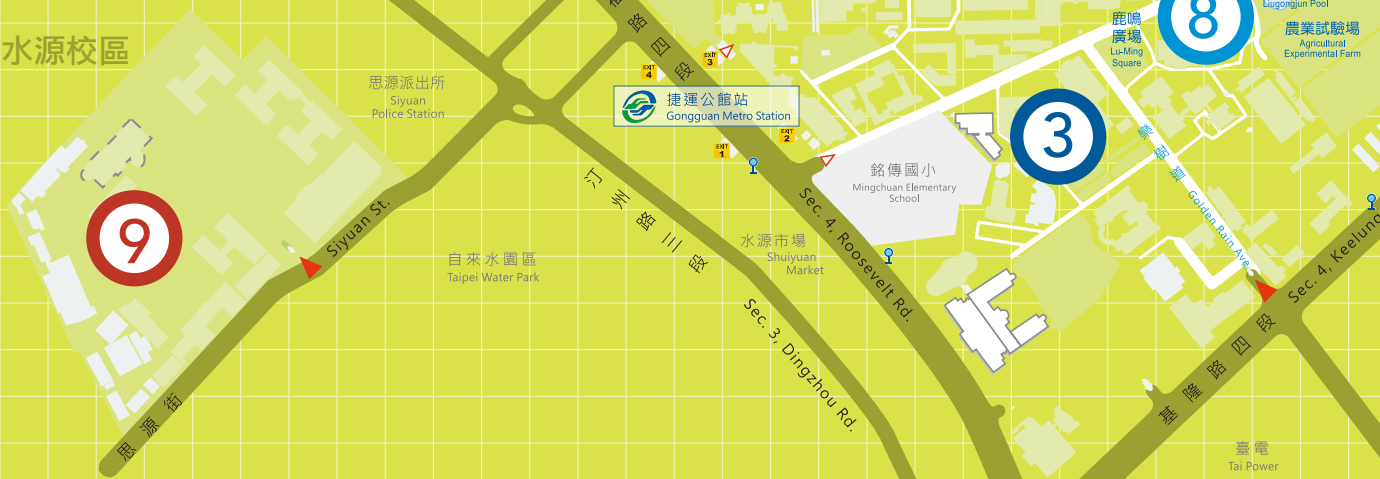 水源校區
思源派出所
Siyuan
Police Station
9
Siyuan St.
思源街
自來水園區
Taipei Water Park
汀州路三段
Sec. 3, Dingzhou Rd.
路四段
EXIT
4
EXIT
3
捷運公館站
Gongguan Metro Station
EXIT
1
EXIT
2
水源市場
Shuiyuan
Market
Sec. 4, Roosevelt Rd.
銘傳國小
Mingchuan Elementary
School
3
鹿鳴
廣場
Lu-Ming
Square
8
Liugongjun Pool
農業試驗場
Agricultural
Experimental Farm
欒樹道
Golden Rain Ave.
Sec. 4, Keelung
基隆路四段
臺電
Tai Power